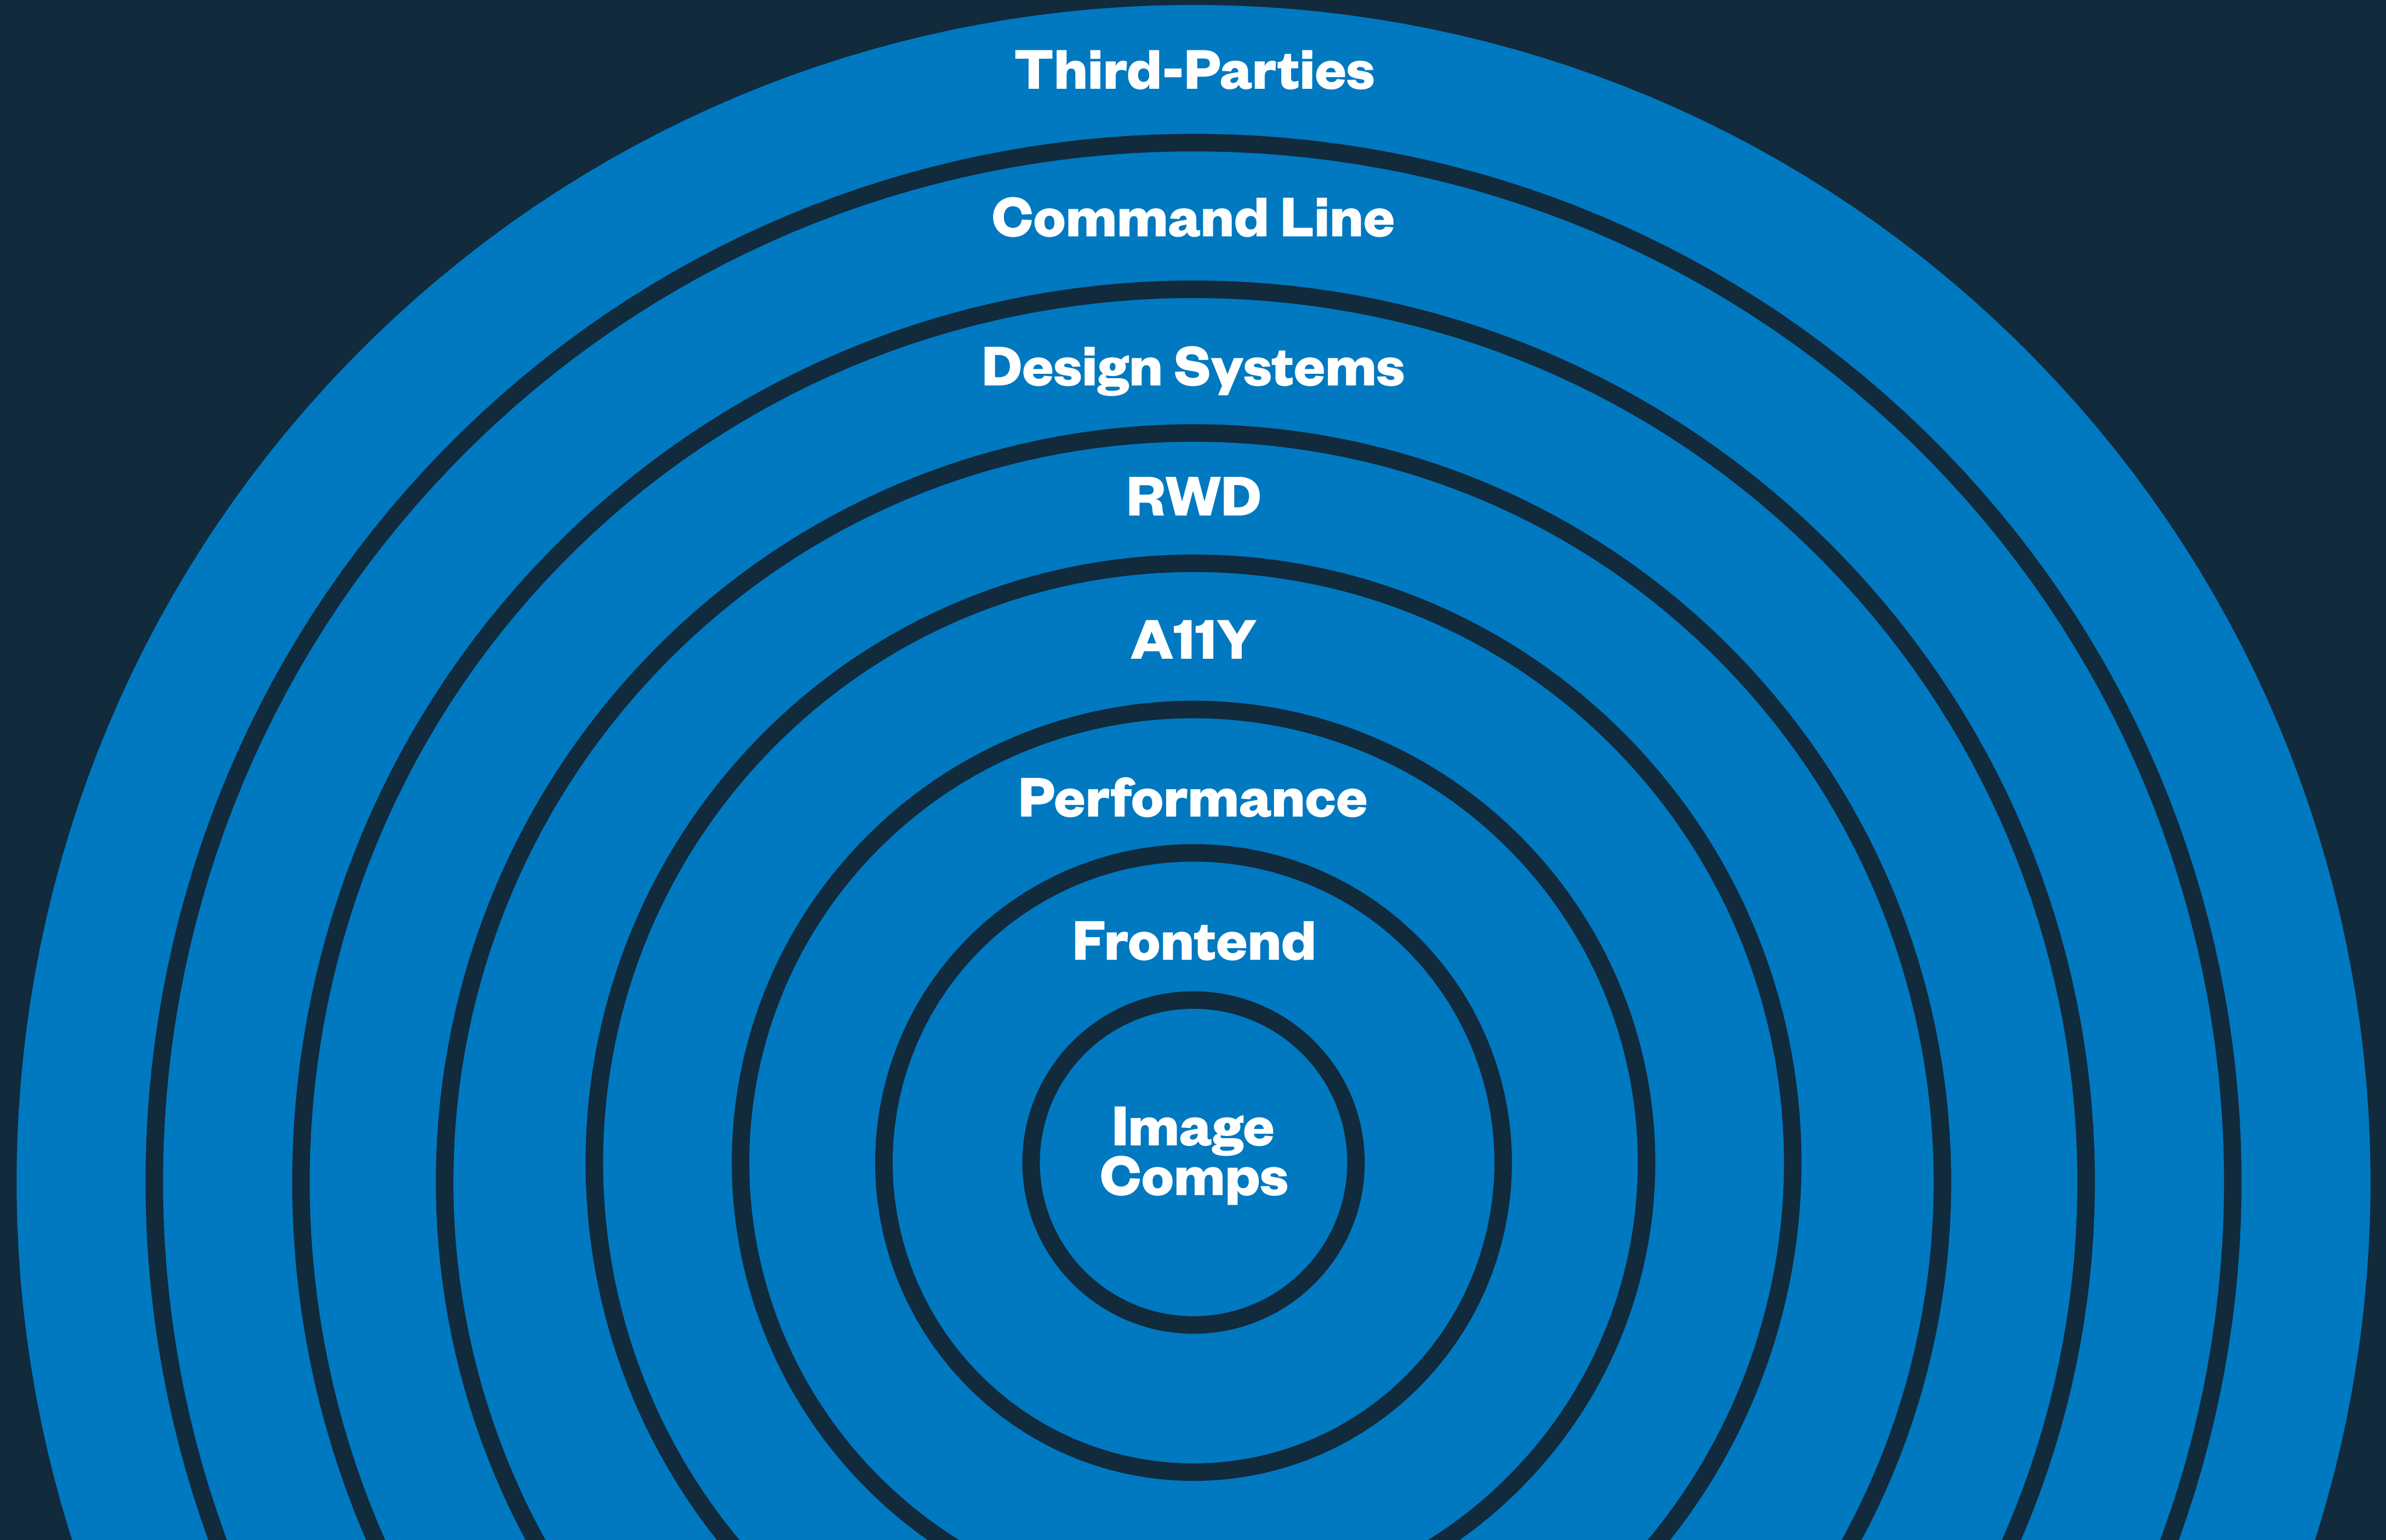 Third-Parties
Command Line
Design Systems
RWD
A11Y
Performance
Frontend
Image
Comps